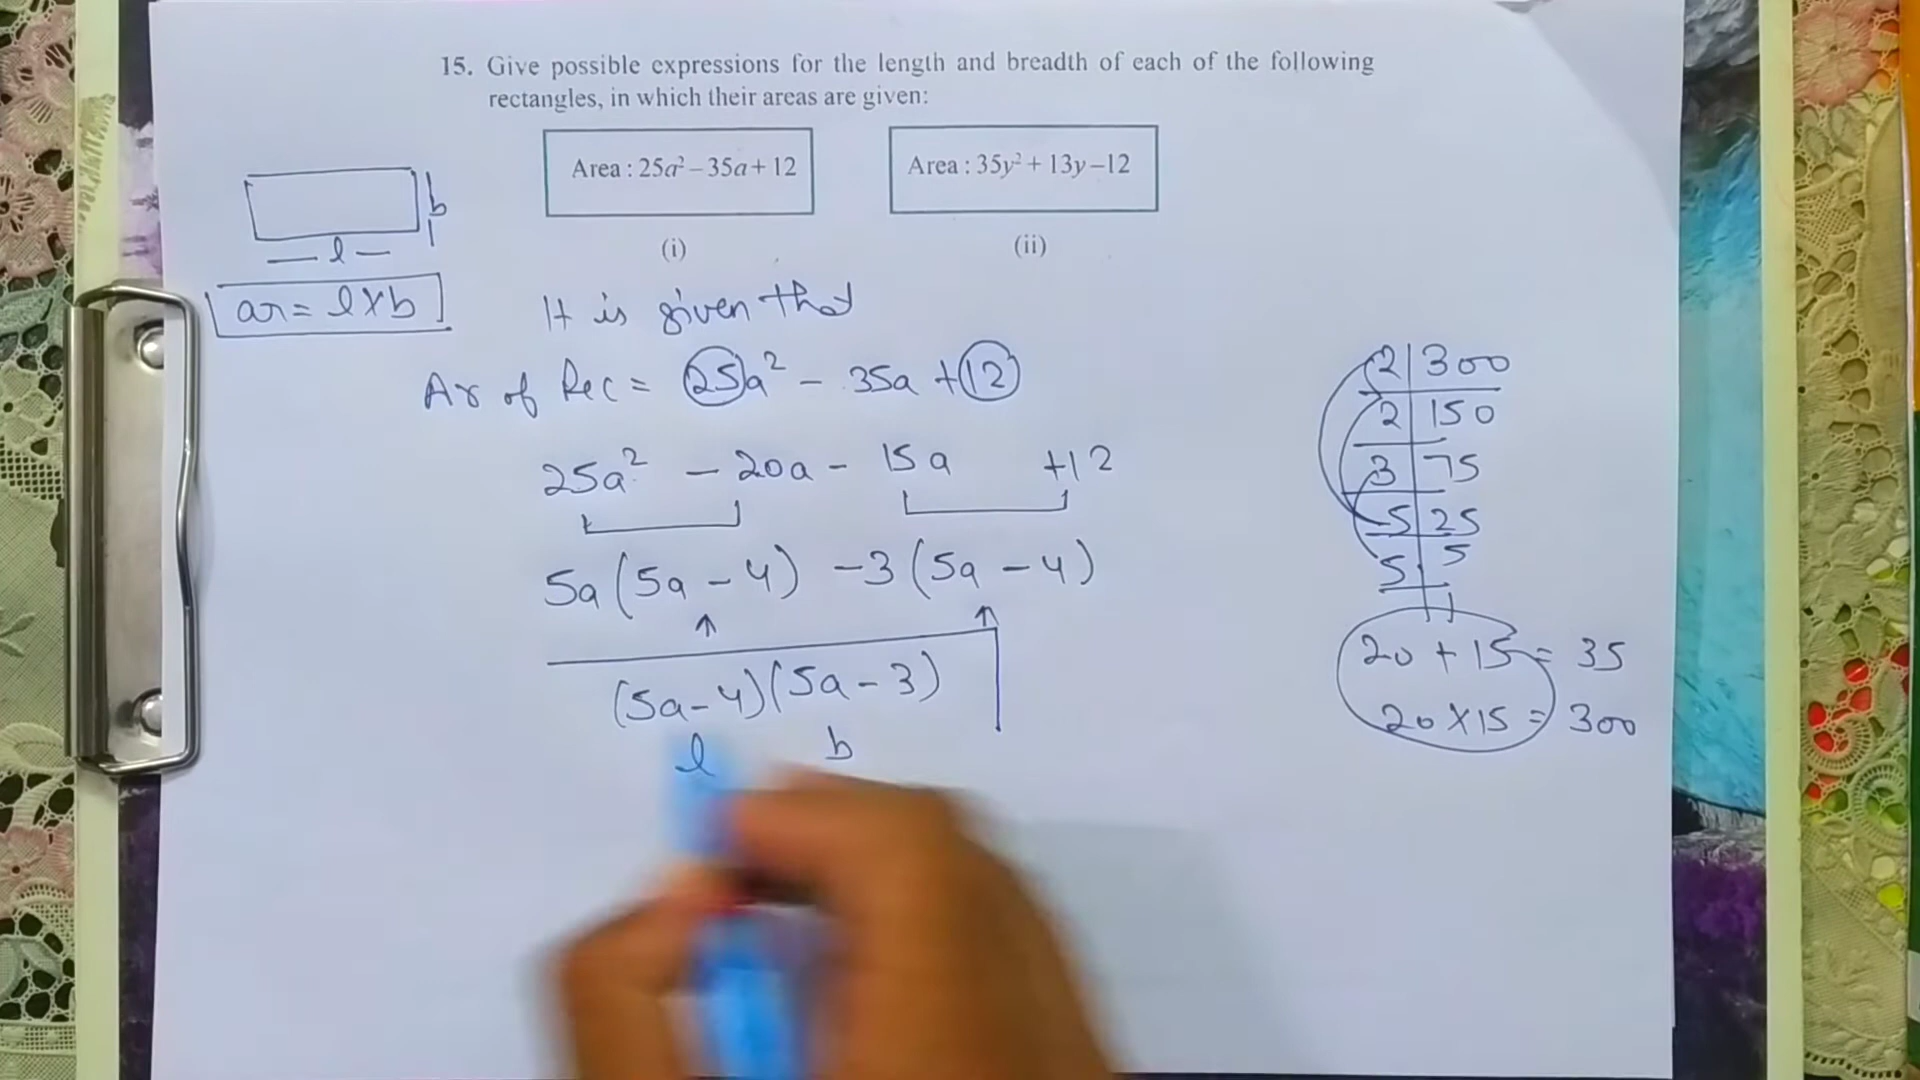 15. Give possible expressions for the length and breadth of each of the following
rectangles, in which their areas are given:
Area : 25a² – 35a + 12
Area : 35y² + 13y –12
(i)
(ii)
b
l
ar = l×b
It is given that
Ar of Rec = 25a² - 35a + 12
25a² - 20a - 15a +12
5a(5a - 4) -3(5a - 4)
(5a-4)(5a-3)
l b
2 | 300
2 | 150
3 | 75
5 | 25
5 | 5
1
20 + 15 = 35
20 × 15 = 300